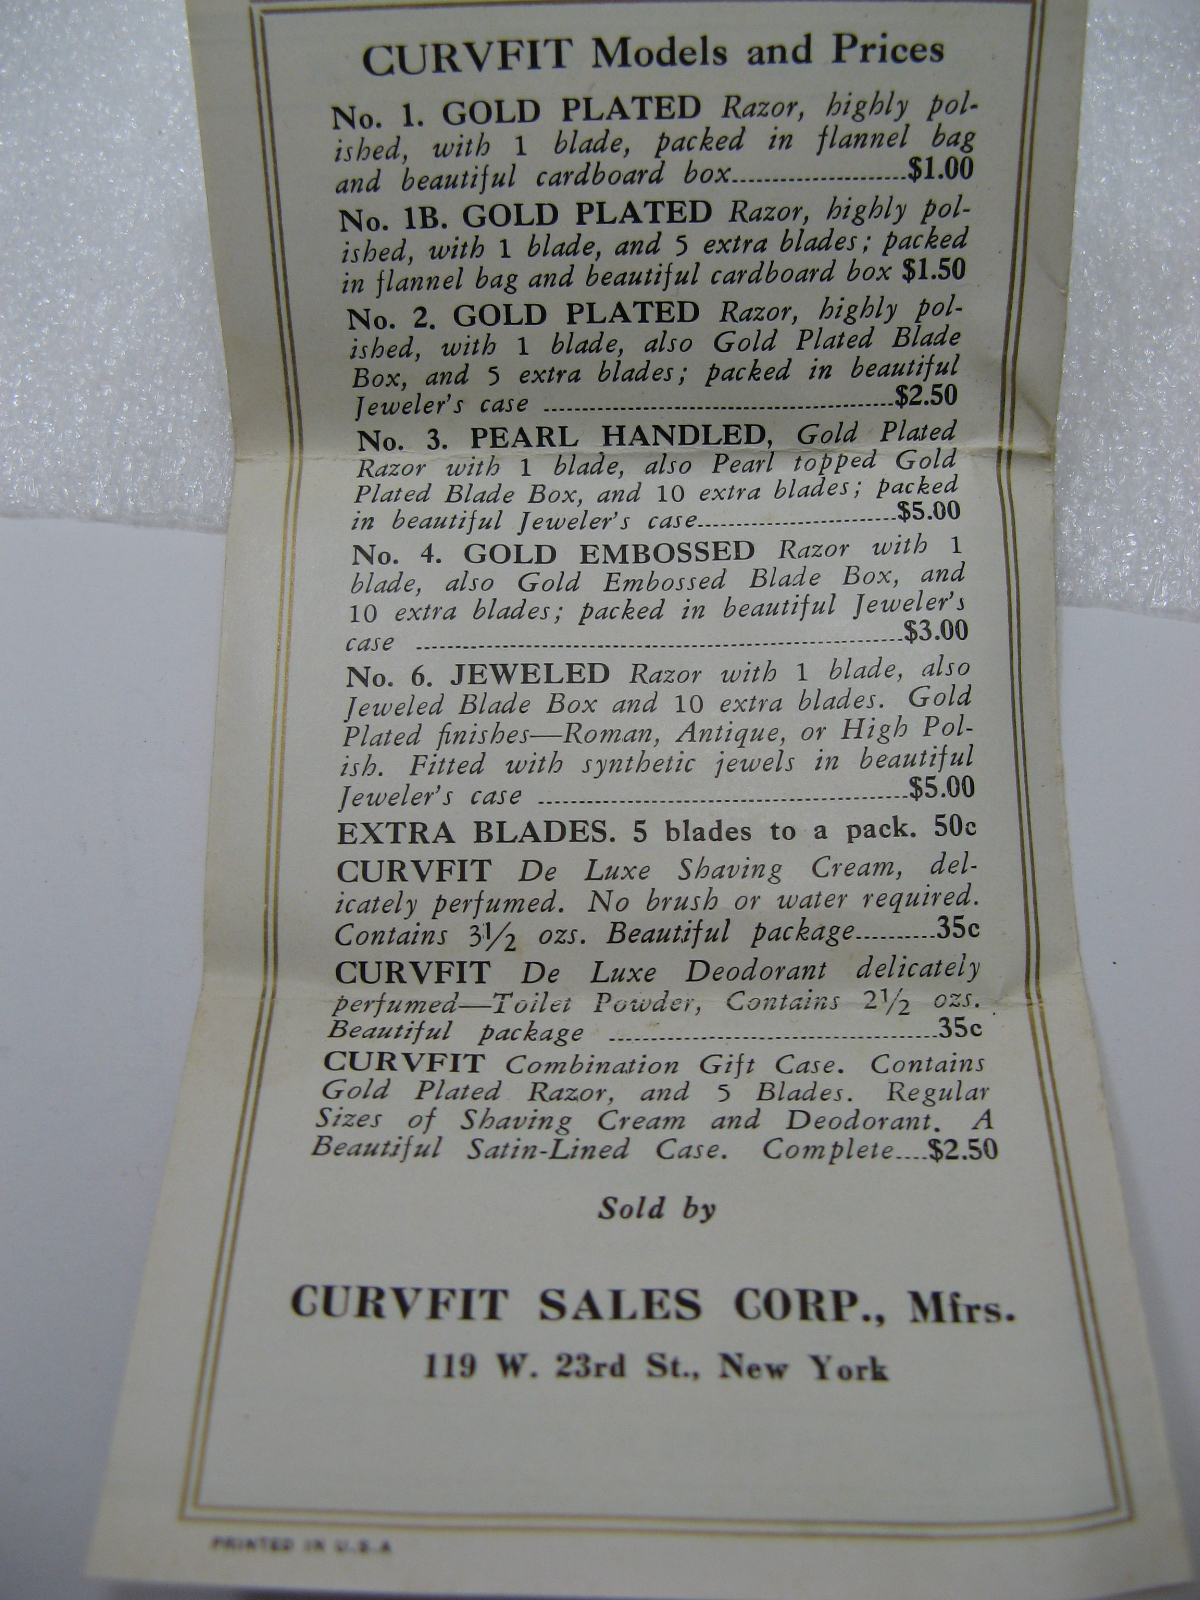 CURVFIT Models and Prices
No. 1. GOLD PLATED Razor, highly pol-
ished, with 1 blade, packed in flannel bag
and beautiful cardboard box......................$1.00
No. 1B. GOLD PLATED Razor, highly pol-
ished, with 1 blade, and 5 extra blades; packed
in flannel bag and beautiful cardboard box $1.50
No. 2. GOLD PLATED Razor, highly pol-
ished, with 1 blade, also Gold Plated Blade
Box, and 5 extra blades; packed in beautiful
Jeweler's case .............................................$2.50
No. 3. PEARL HANDLED, Gold Plated
Razor with 1 blade, also Pearl topped Gold
Plated Blade Box, and 10 extra blades; packed
in beautiful Jeweler's case.........................$5.00
No. 4. GOLD EMBOSSED Razor with 1
blade, also Gold Embossed Blade Box, and
10 extra blades; packed in beautiful Jeweler's
case ..............................................................$3.00
No. 6. JEWELED Razor with 1 blade, also
Jeweled Blade Box and 10 extra blades. Gold
Plated finishes—Roman, Antique, or High Pol-
ish. Fitted with synthetic jewels in beautiful
Jeweler's case ..............................................$5.00
EXTRA BLADES. 5 blades to a pack. 50c
CURVFIT De Luxe Shaving Cream, del-
icately perfumed. No brush or water required.
Contains 3 1/2 ozs. Beautiful package..........35c
CURVFIT De Luxe Deodorant delicately
perfumed—Toilet Powder, Contains 2 1/2 ozs.
Beautiful package .........................................35c
CURVFIT Combination Gift Case. Contains
Gold Plated Razor, and 5 Blades. Regular
Sizes of Shaving Cream and Deodorant. A
Beautiful Satin-Lined Case. Complete....$2.50
Sold by
CURVFIT SALES CORP., Mfrs.
119 W. 23rd St., New York
PRINTED IN U.S.A